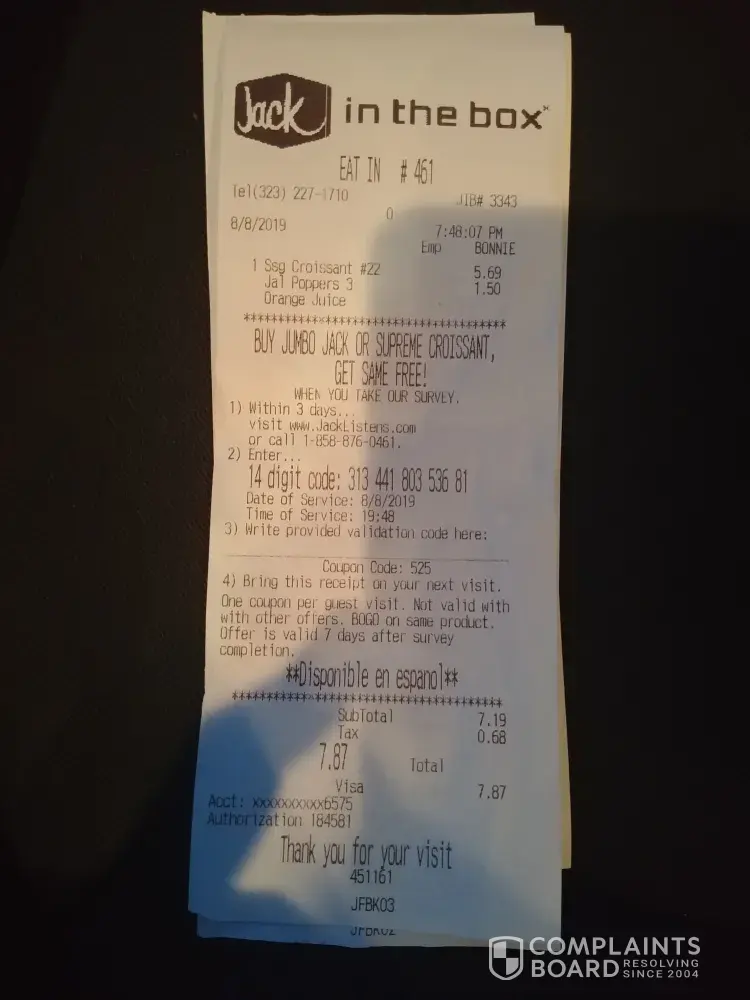 Jack in the box
EAT IN # 461
Tel(323) 227-1710 JIB# 3343
0
8/8/2019 7:48:07 PM
Emp BONNIE
1 Ssg Croissant #22 5.69
Jal Poppers 3 1.50
Orange Juice
****************************************
BUY JUMBO JACK OR SUPREME CROISSANT,
GET SAME FREE!
WHEN YOU TAKE OUR SURVEY.
1) Within 3 days...
visit www.JackListens.com
or call 1-858-876-0461.
2) Enter...
14 digit code: 313 441 803 536 81
Date of Service: 8/8/2019
Time of Service: 19:48
3) Write provided validation code here:
Coupon Code: 525
4) Bring this receipt on your next visit.
One coupon per guest visit. Not valid with
with other offers. BOGO on same product.
Offer is valid 7 days after survey
completion.
**Disponible en espanol**
****************************************
SubTotal 7.19
Tax 0.68
7.87 Total
Visa 7.87
Acct: xxxxxxxxxx6575
Authorization 184581
Thank you for your visit
451161
JFBK03
JFBK02
COMPLAINTS
BOARD RESOLVING
SINCE 2004